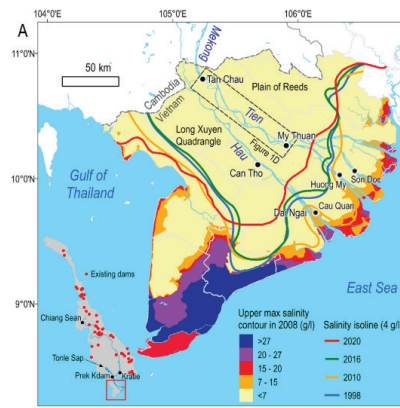 A
104°0'E
105°0'E
106°0'E
11°0'N
10°0'N
9°0'N
50 km
Mekong
Tan Chau
Cambodia
Vietnam
Plain of Reeds
Tien
Long Xuyen
Quadrangle
My Thuan
Hau
Figure 1D
Can Tho
Gulf of
Thailand
Huong My
Son Doc
Dai Ngai
Cau Quan
East Sea
Existing dams
Chiang Sean
Tonle Sap
Prek Kdam
Kratie
Upper max salinity
contour in 2008 (g/l)
>27
20 - 27
15 - 20
7 - 15
<7
Salinity isoline (4 g/l)
2020
2016
2010
1998